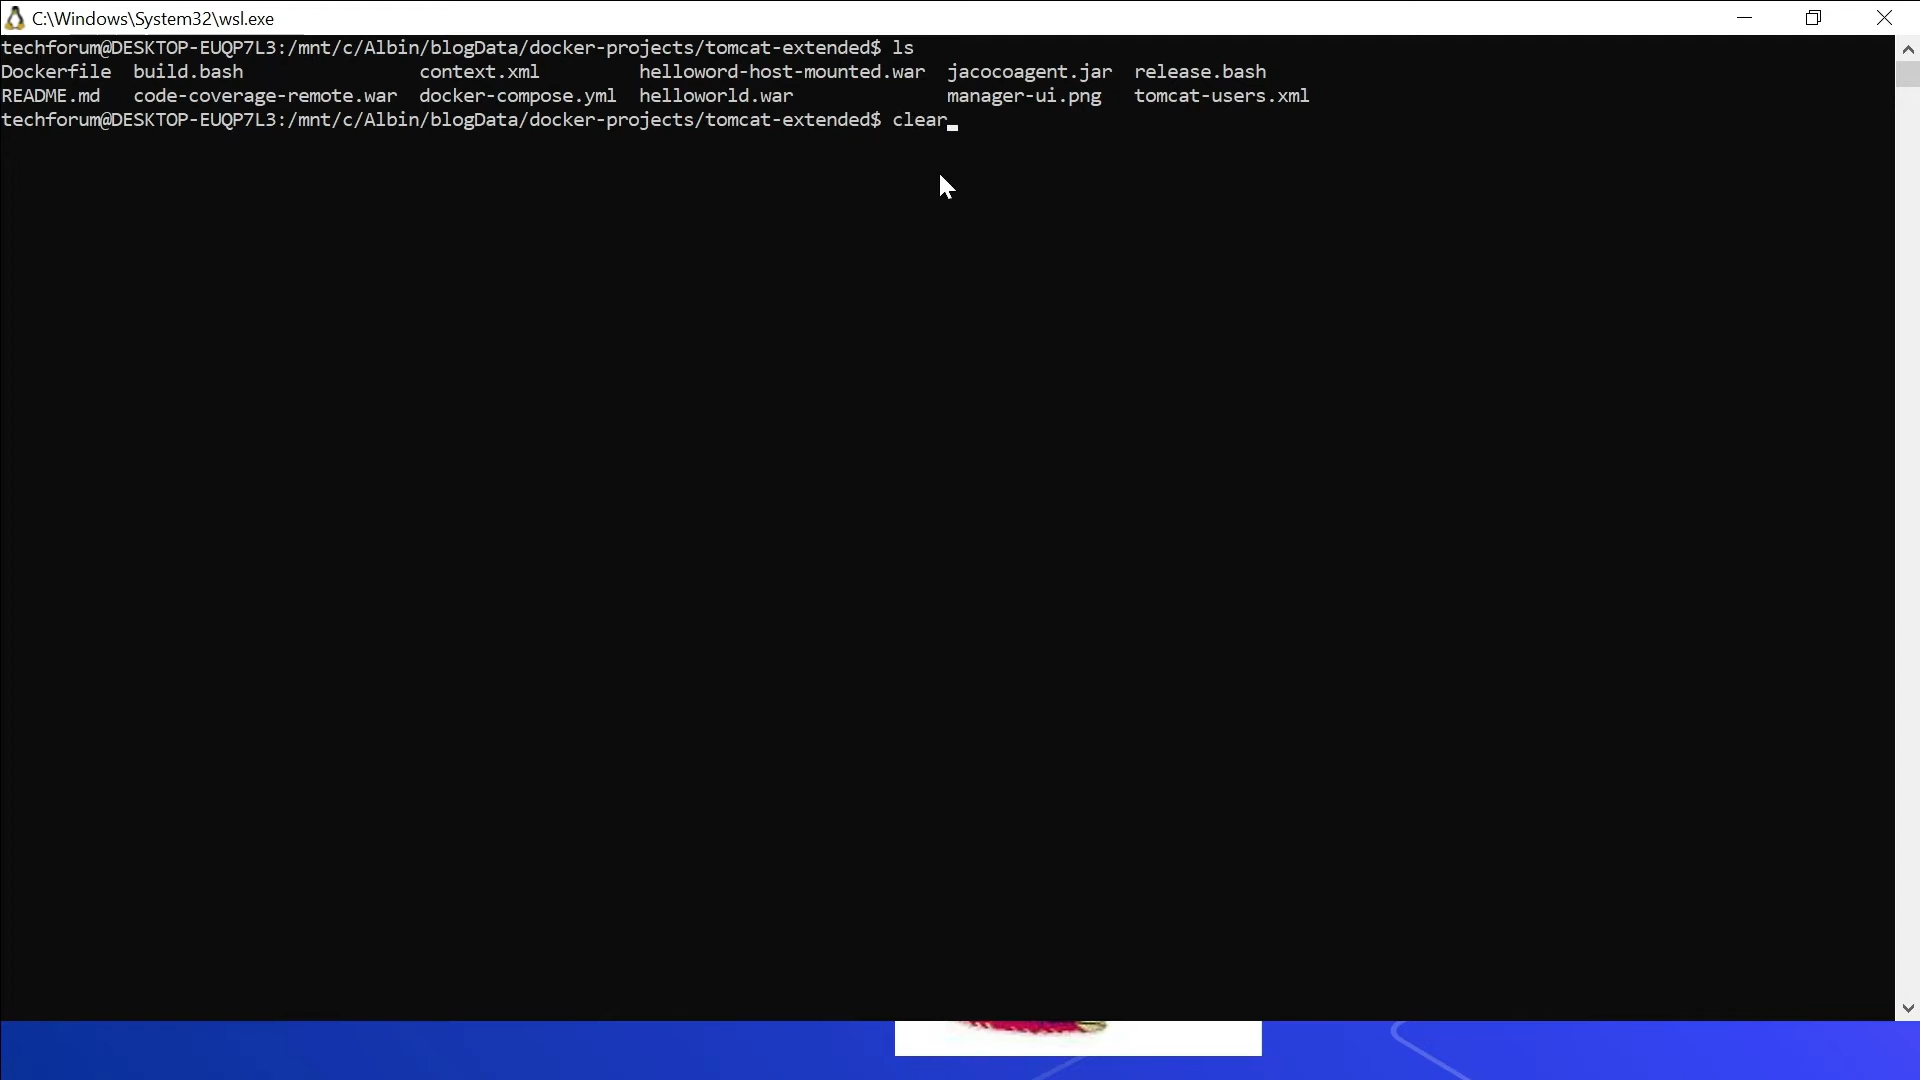 C:\Windows\System32\wsl.exe
techforum@DESKTOP-EUQP7L3:/mnt/c/Albin/blogData/docker-projects/tomcat-extended$ ls
Dockerfile  build.bash                context.xml         helloword-host-mounted.war  jacocoagent.jar  release.bash
README.md   code-coverage-remote.war  docker-compose.yml  helloworld.war              manager-ui.png   tomcat-users.xml
techforum@DESKTOP-EUQP7L3:/mnt/c/Albin/blogData/docker-projects/tomcat-extended$ clear